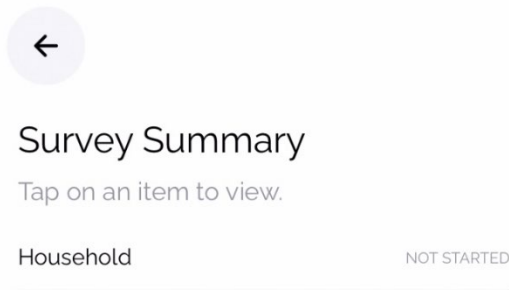 Survey Summary
Tap on an item to view.
Household NOT STARTED